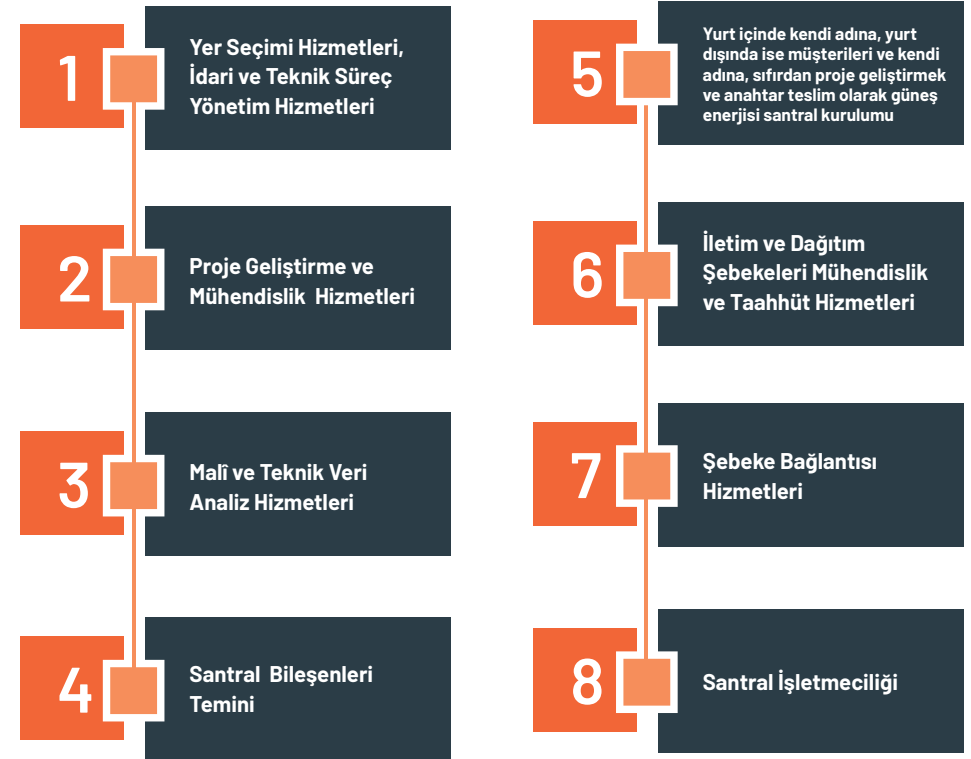 1
Yer Seçimi Hizmetleri,
İdari ve Teknik Süreç
Yönetim Hizmetleri
2
Proje Geliştirme ve
Mühendislik Hizmetleri
3
Malî ve Teknik Veri
Analiz Hizmetleri
4
Santral Bileşenleri
Temini
5
Yurt içinde kendi adına, yurt
dışında ise müşterileri ve kendi
adına, sıfırdan proje geliştirmek
ve anahtar teslim olarak güneş
enerjisi santral kurulumu
6
İletim ve Dağıtım
Şebekeleri Mühendislik
ve Taahhüt Hizmetleri
7
Şebeke Bağlantısı
Hizmetleri
8
Santral İşletmeciliği